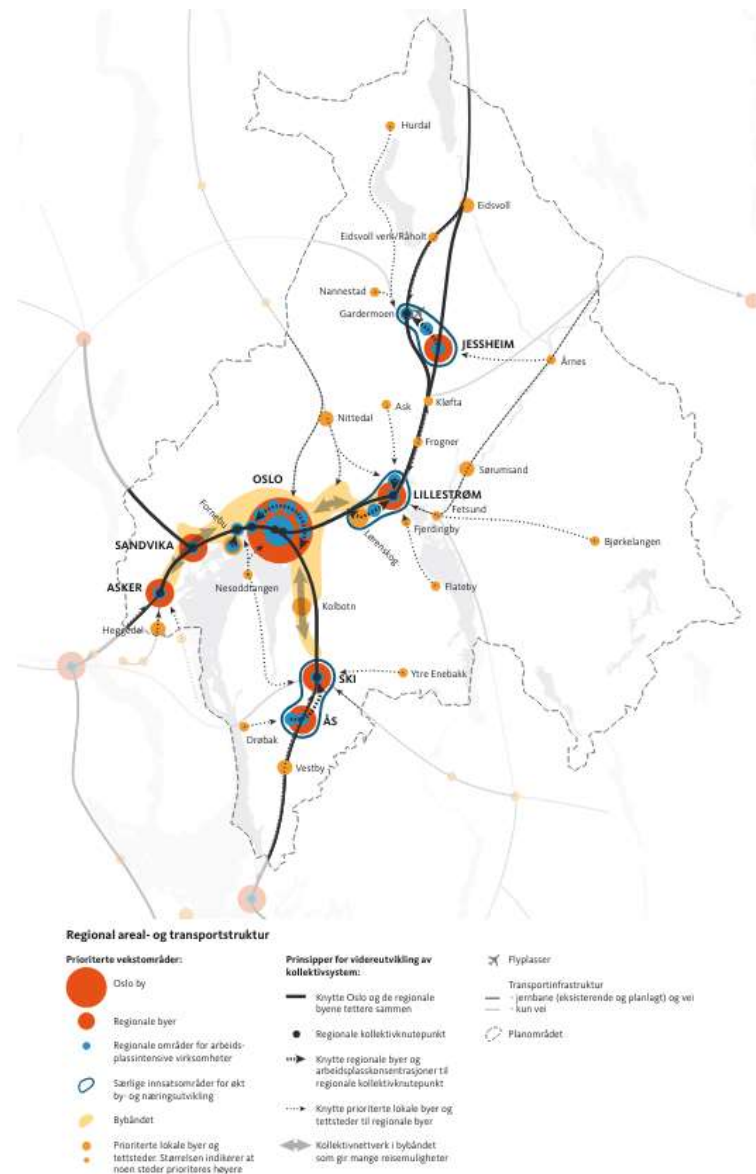 Hurdal
Eidsvoll
Eidsvoll verk/Råholt
Nannestad
Gardermoen
JESSHEIM
Årnes
Kløfta
Ask
Nittedal
Frogner
Sørumsand
OSLO
LILLESTRØM
Fornebu
Fetsund
Lørenskog
Fjerdingby
Bjørkelangen
SANDVIKA
ASKER
Nesoddtangen
Flateby
Kolbotn
Heggedal
Ytre Enebakk
SKI
ÅS
Drøbak
Vestby
Regional areal- og transportstruktur
Prioriterte vekstområder:
Oslo by
Regionale byer
Regionale områder for arbeids-
plassintensive virksomheter
Særlige innsatsområder for økt
by- og næringsutvikling
Bybåndet
Prioriterte lokale byer og
tettsteder. Størrelsen indikerer at
noen steder prioriteres høyere
Prinsipper for videreutvikling av
kollektivsystem:
Knytte Oslo og de regionale
byene tettere sammen
Regionale kollektivknutepunkt
Knytte regionale byer og
arbeidsplasskonsentrasjoner til
regionale kollektivknutepunkt
Knytte prioriterte lokale byer og
tettsteder til regionale byer
Kollektivnettverk i bybåndet
som gir mange reisemuligheter
Flyplasser
Transportinfrastruktur
- jernbane (eksisterende og planlagt) og vei
- kun vei
Planområdet